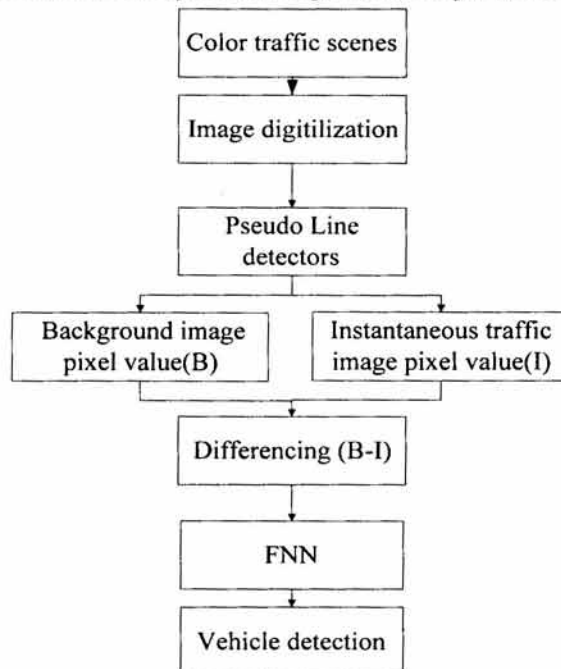 Color traffic scenes
Image digitilization
Pseudo Line
detectors
Background image
pixel value(B)
Instantaneous traffic
image pixel value(I)
Differencing (B-I)
FNN
Vehicle detection